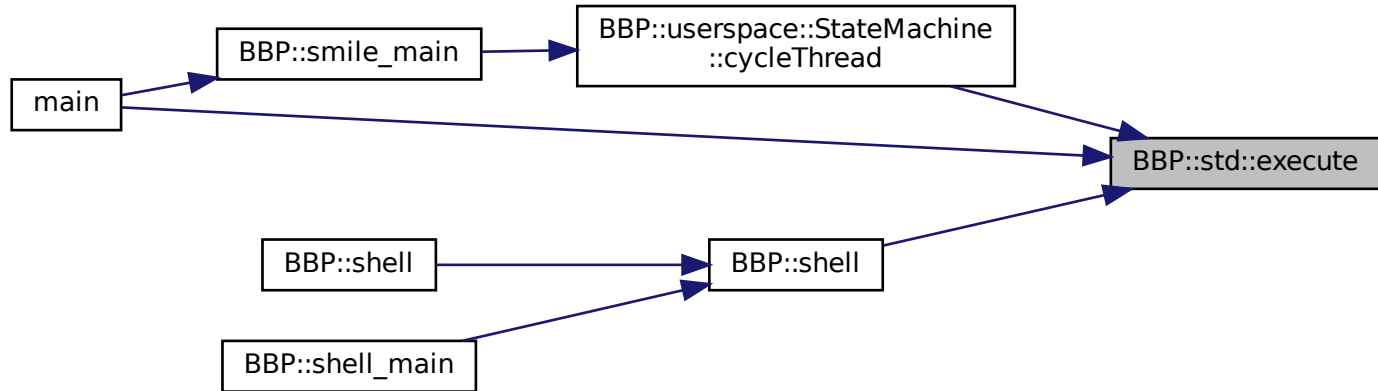 BBP::userspace::StateMachine
::cycleThread
BBP::smile_main
main
BBP::std::execute
BBP::shell
BBP::shell
BBP::shell_main